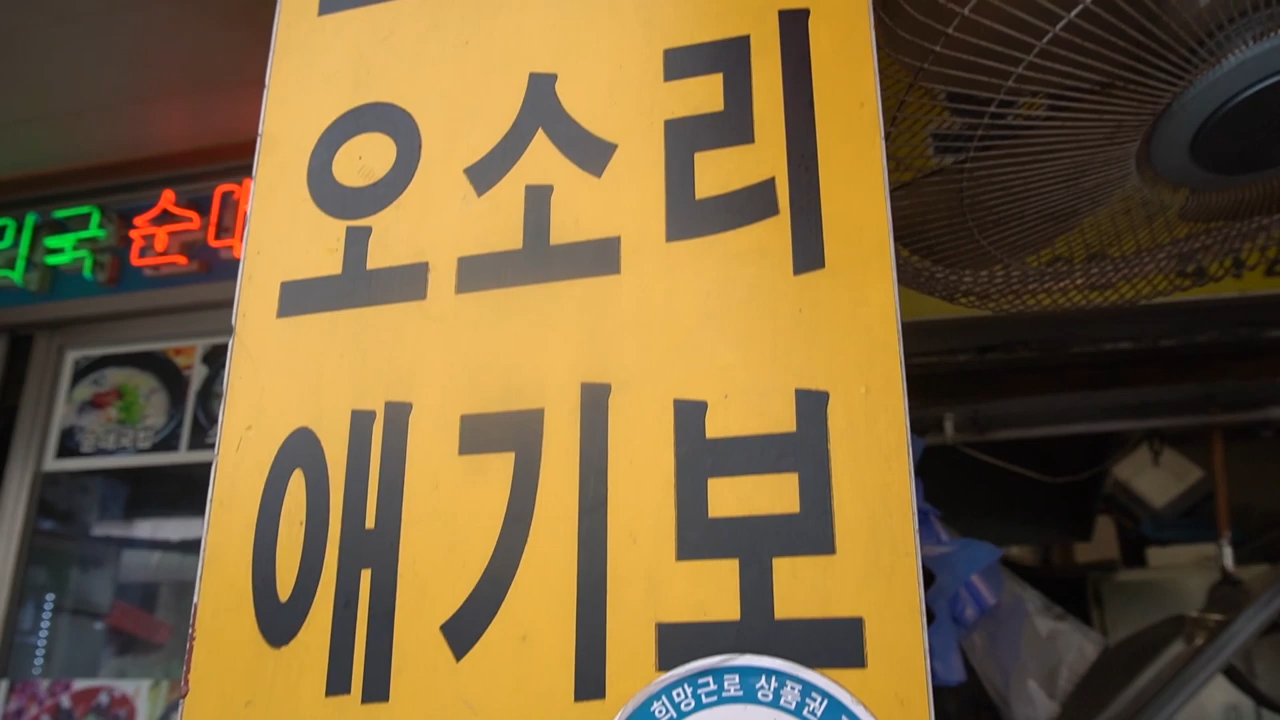 오소리
애기보
희망근로 상품권
국 순대